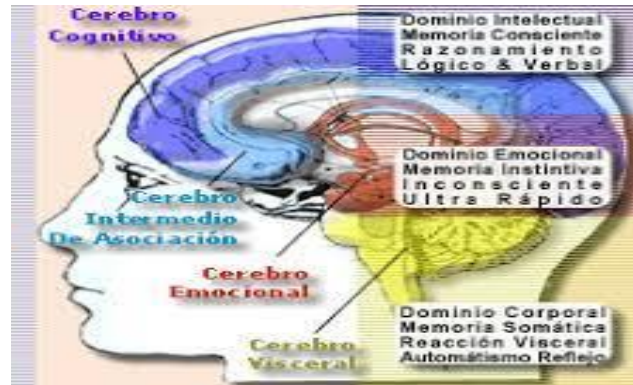 Cerebro
Cognitivo
Dominio Intelectual
Memoria Consciente
Razonamiento
Lógico & Verbal
Dominio Emocional
Memoria Instintiva
Inconsciente
Ultra Rápido
Cerebro
Intermedio
De Asociación
Cerebro
Emocional
Cerebro
Visceral
Dominio Corporal
Memoria Somática
Reacción Visceral
Automátismo Reflejo